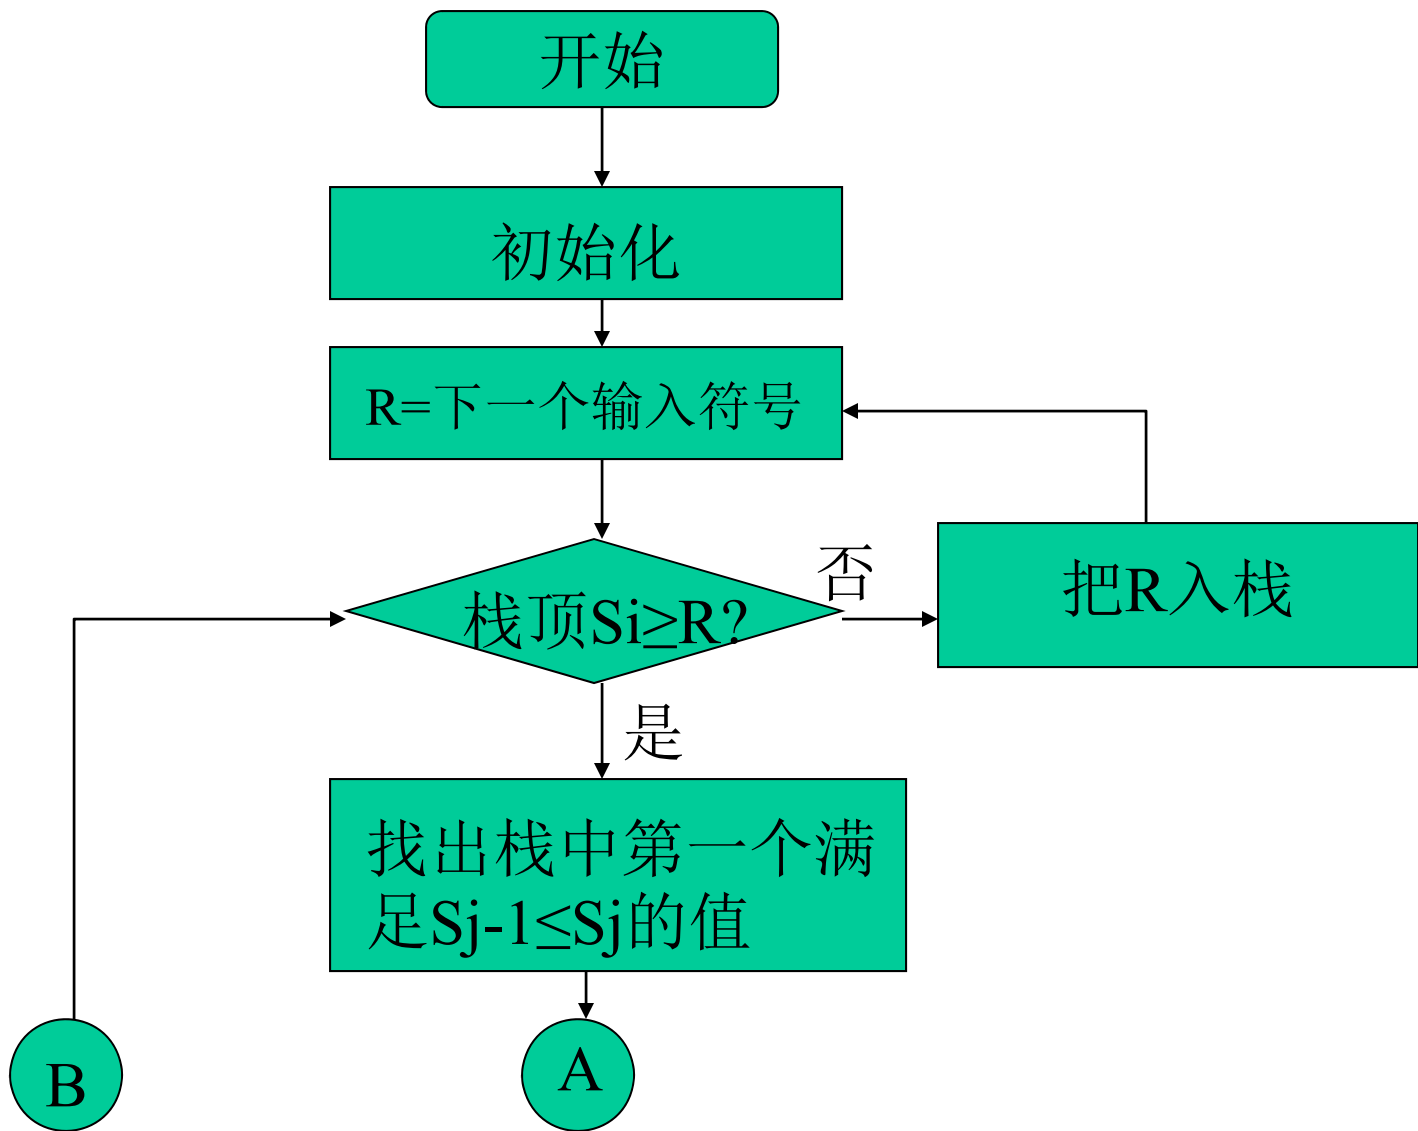 开始
初始化
R=下一个输入符号
否
把R入栈
栈顶Si≥R?
是
找出栈中第一个满
足Sj-1≤Sj的值
B
A